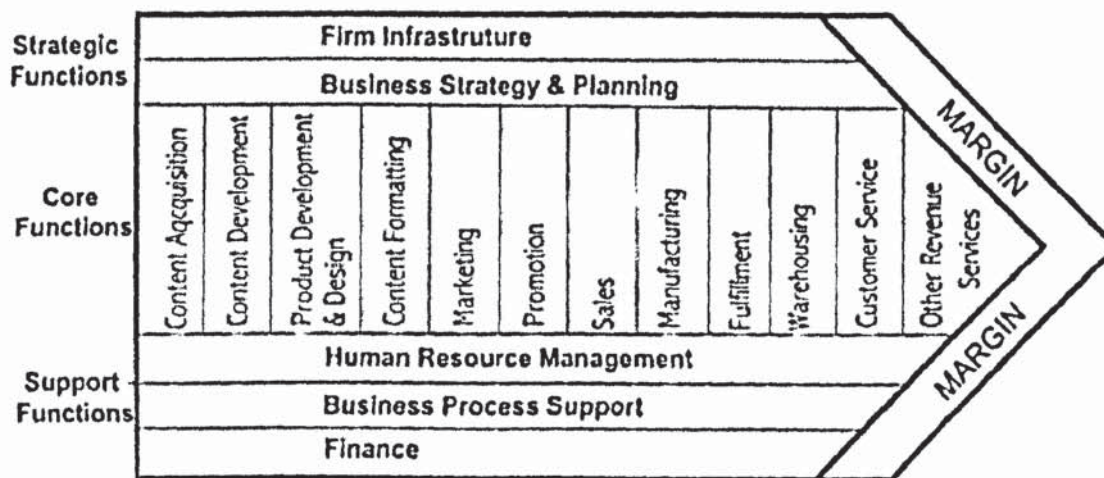 Strategic
Functions
Firm Infrastruture
Business Strategy & Planning
MARGIN
Core
Functions
Content Aqcquisition
Content Development
Product Development
& Design
Content Formatting
Marketing
Promotion
Sales
Manufacturing
Fulfillment
Warehousing
Customer Service
Other Revenue
Services
MARGIN
Support
Functions
Human Resource Management
Business Process Support
Finance